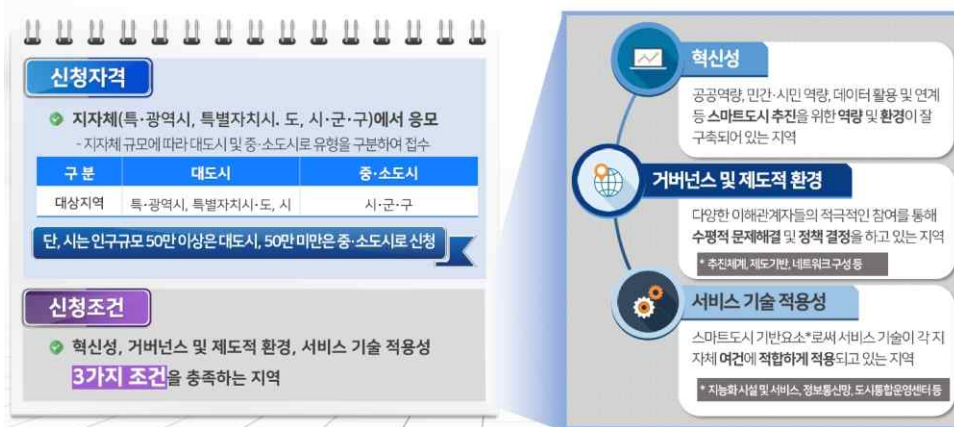 신청자격
지자체(특·광역시, 특별자치시. 도, 시·군·구)에서 응모
- 지자체 규모에 따라 대도시 및 중·소도시로 유형을 구분하여 접수
구 분 대도시 중·소도시
대상지역 특·광역시, 특별자치시·도, 시 시·군·구
단, 시는 인구규모 50만 이상은 대도시, 50만 미만은 중·소도시로 신청
신청조건
혁신성, 거버넌스 및 제도적 환경, 서비스 기술 적용성
3가지 조건을 충족하는 지역
혁신성
공공역량, 민간·시민 역량, 데이터 활용 및 연계
등 스마트도시 추진을 위한 역량 및 환경이 잘
구축되어 있는 지역
거버넌스 및 제도적 환경
다양한 이해관계자들의 적극적인 참여를 통해
수평적 문제해결 및 정책 결정을 하고 있는 지역
* 추진체계, 제도기반, 네트워크 구성 등
서비스 기술 적용성
스마트도시 기반요소*로써 서비스 기술이 각 지
자체 여건에 적합하게 적용되고 있는 지역
* 지능화 시설 및 서비스, 정보통신망, 도시통합운영센터 등